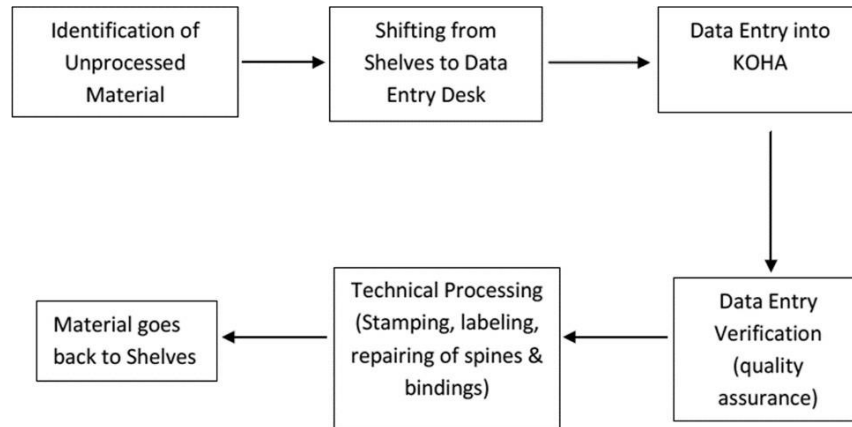 Identification of
Unprocessed
Material
Shifting from
Shelves to Data
Entry Desk
Data Entry into
KOHA
Data Entry
Verification
(quality
assurance)
Technical Processing
(Stamping, labeling,
repairing of spines &
bindings)
Material goes
back to Shelves